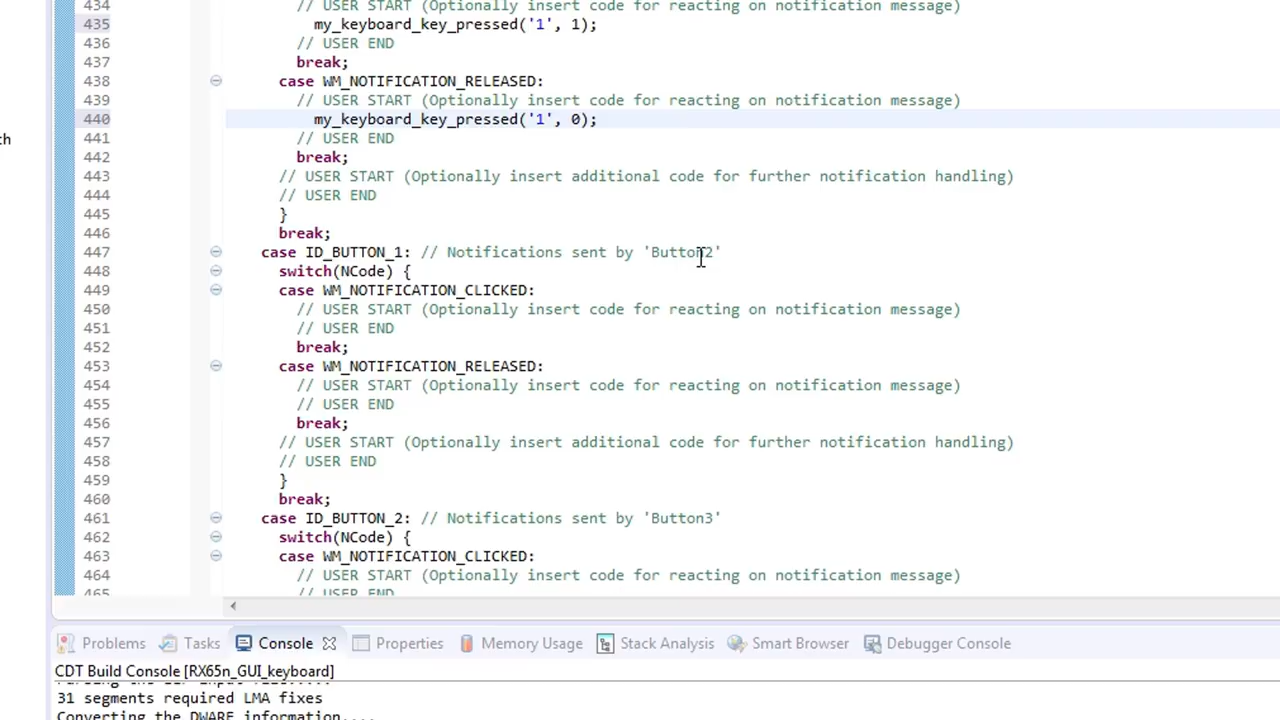 434 // USER START (Optionally insert code for reacting on notification message)
435 my_keyboard_key_pressed('1', 1);
436 // USER END
437 break;
438 case WM_NOTIFICATION_RELEASED:
439 // USER START (Optionally insert code for reacting on notification message)
th
440 my_keyboard_key_pressed('1', 0);
441 // USER END
442 break;
443 // USER START (Optionally insert additional code for further notification handling)
444 // USER END
445 }
446 break;
447 case ID_BUTTON_1: // Notifications sent by 'Button2'
448 switch(NCode) {
449 case WM_NOTIFICATION_CLICKED:
450 // USER START (Optionally insert code for reacting on notification message)
451 // USER END
452 break;
453 case WM_NOTIFICATION_RELEASED:
454 // USER START (Optionally insert code for reacting on notification message)
455 // USER END
456 break;
457 // USER START (Optionally insert additional code for further notification handling)
458 // USER END
459 }
460 break;
461 case ID_BUTTON_2: // Notifications sent by 'Button3'
462 switch(NCode) {
463 case WM_NOTIFICATION_CLICKED:
464 // USER START (Optionally insert code for reacting on notification message)
465 // USER END
Problems Tasks Console Properties Memory Usage Stack Analysis Smart Browser Debugger Console
CDT Build Console [RX65n_GUI_keyboard]
31 segments required LMA fixes
Converting the DWARF information....